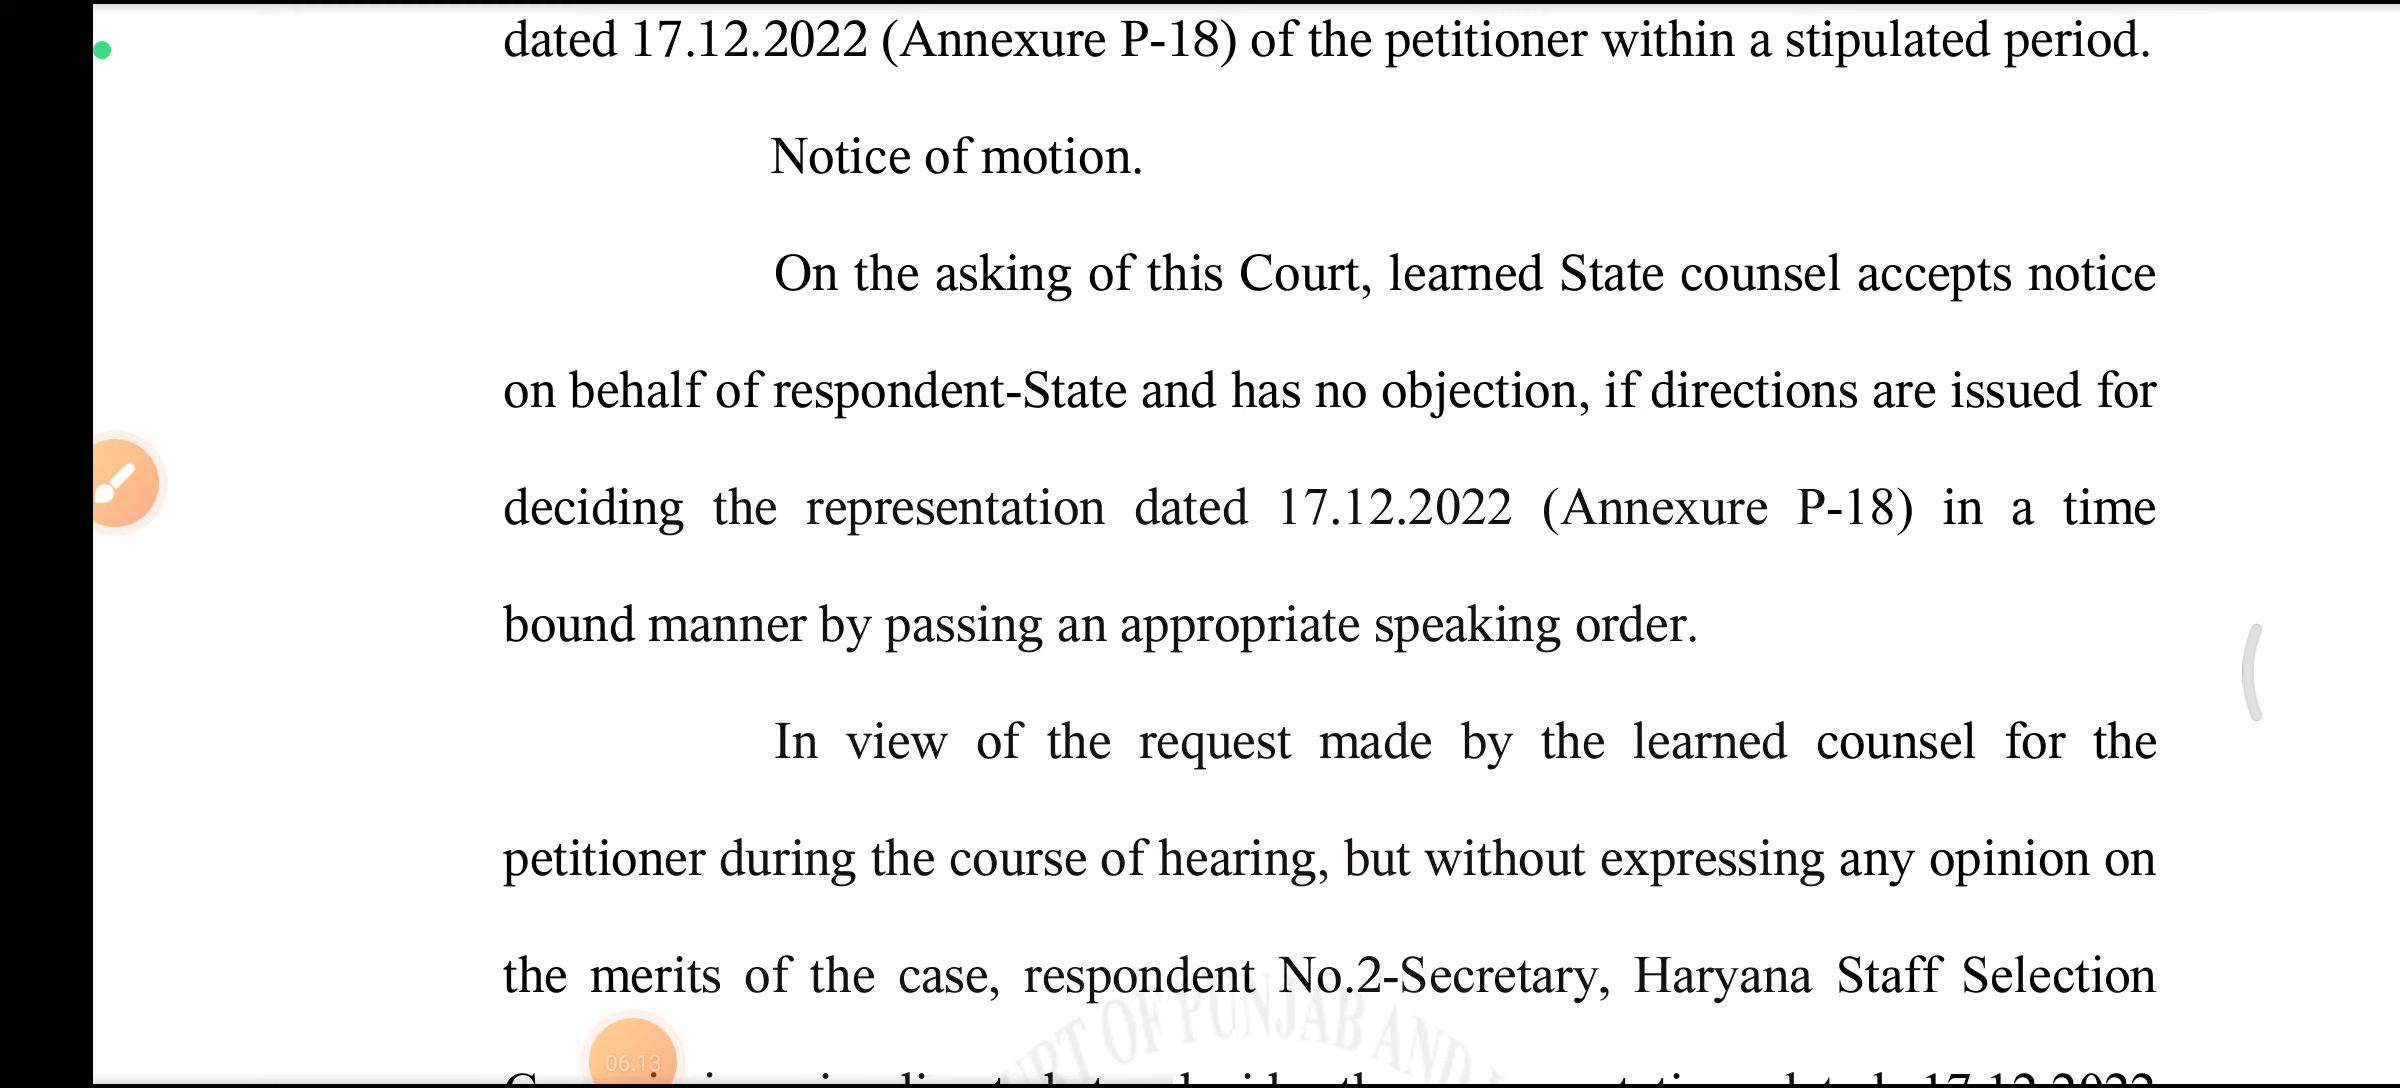 dated 17.12.2022 (Annexure P-18) of the petitioner within a stipulated period.
Notice of motion.
On the asking of this Court, learned State counsel accepts notice
on behalf of respondent-State and has no objection, if directions are issued for
deciding the representation dated 17.12.2022 (Annexure P-18) in a time
bound manner by passing an appropriate speaking order.
In view of the request made by the learned counsel for the
petitioner during the course of hearing, but without expressing any opinion on
the merits of the case, respondent No.2-Secretary, Haryana Staff Selection
OF PUNJAB AND
06:13